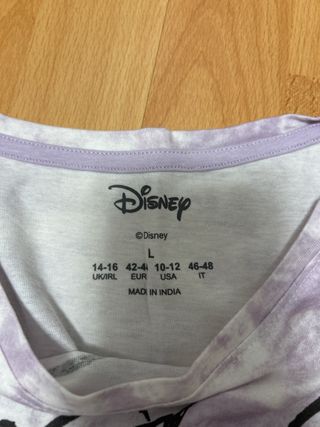 Disney
©Disney
L
14-16 42-4 10-12 46-48
UK/IRL EUR USA IT
MADE IN INDIA